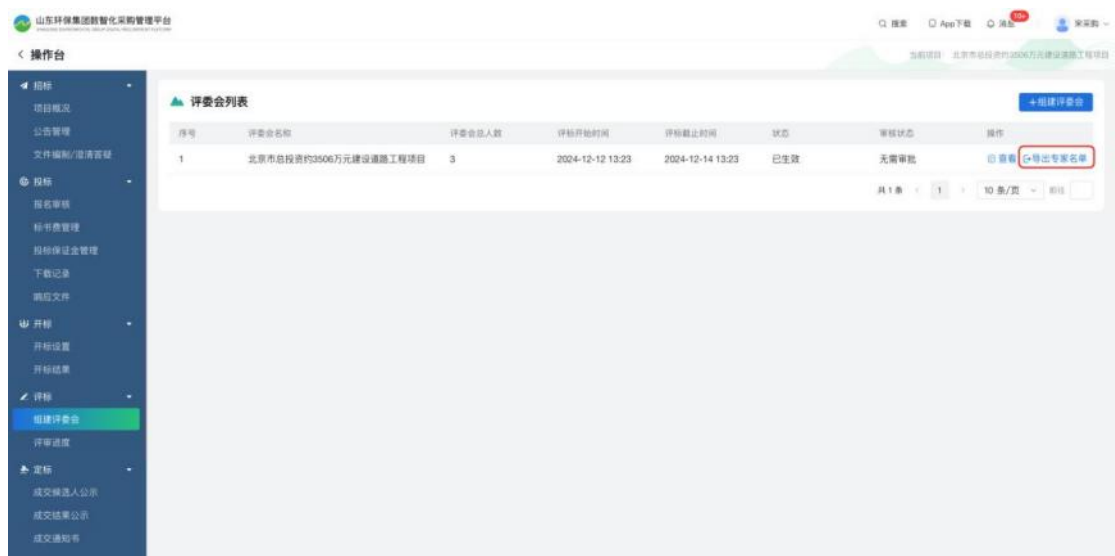 山东环保集团数智化采购管理平台
搜索 App下载 消息 10+ 宋采购
操作台
当前项目： 北京市总投资约3506万元建设道路工程项目
招标
项目概况
公告管理
文件编制/澄清答疑
投标
报名审核
标书费管理
投标保证金管理
下载记录
响应文件
开标
开标设置
开标结果
评标
组建评委会
评审进度
定标
成交候选人公示
成交结果公示
成交通知书
评委会列表
+组建评委会
序号 评委会名称 评委会总人数 评标开始时间 评标截止时间 状态 审核状态 操作
1 北京市总投资约3506万元建设道路工程项目 3 2024-12-12 13:23 2024-12-14 13:23 已生效 无需审批 查看 导出专家名单
共 1 条 1 10 条/页 前往